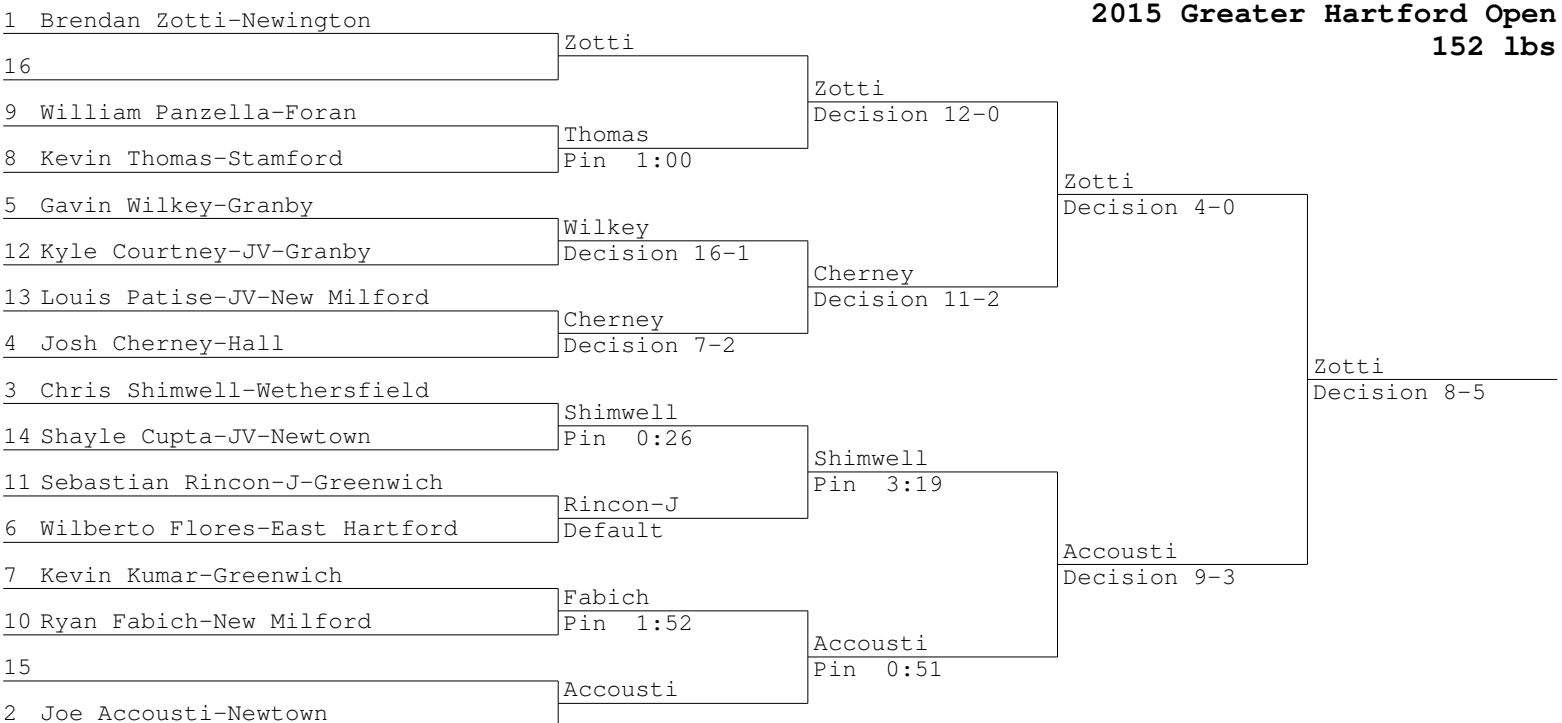 2015 Greater Hartford Open
152 lbs
1 Brendan Zotti-Newington
16
9 William Panzella-Foran
8 Kevin Thomas-Stamford
5 Gavin Wilkey-Granby
12 Kyle Courtney-JV-Granby
13 Louis Patise-JV-New Milford
4 Josh Cherney-Hall
3 Chris Shimwell-Wethersfield
14 Shayle Cupta-JV-Newtown
11 Sebastian Rincon-J-Greenwich
6 Wilberto Flores-East Hartford
7 Kevin Kumar-Greenwich
10 Ryan Fabich-New Milford
15
2 Joe Accousti-Newtown
Zotti
Thomas
Pin 1:00
Wilkey
Decision 16-1
Cherney
Decision 7-2
Shimwell
Pin 0:26
Rincon-J
Default
Fabich
Pin 1:52
Accousti
Zotti
Decision 12-0
Cherney
Decision 11-2
Shimwell
Pin 3:19
Accousti
Pin 0:51
Zotti
Decision 4-0
Accousti
Decision 9-3
Zotti
Decision 8-5